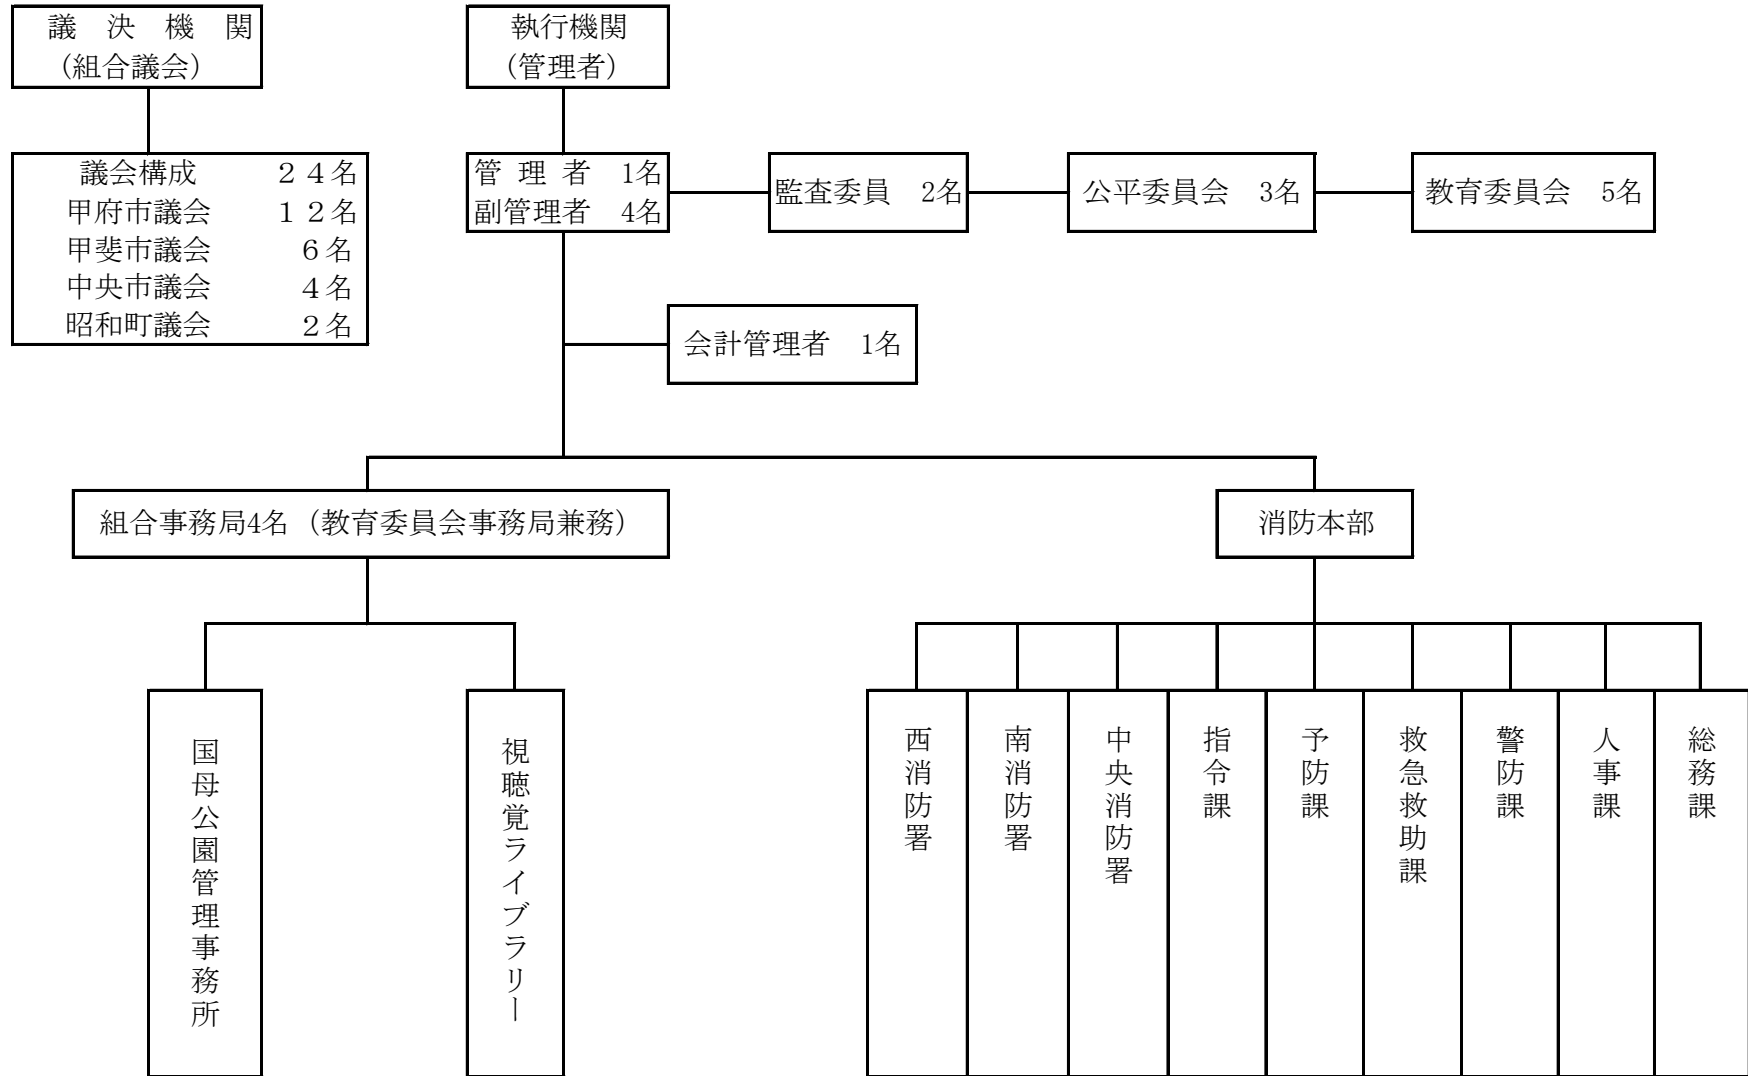 議　決　機　関
（組合議会）
執行機関
（管理者）
議会構成　　２４名
甲府市議会　　１２名
甲斐市議会　　６名
中央市議会　　４名
昭和町議会　　２名
管 理 者　1名
副管理者　4名
監査委員　2名
公平委員会　3名
教育委員会　5名
会計管理者　1名
組合事務局4名（教育委員会事務局兼務）
消防本部
国母公園管理事務所
視聴覚ライブラリー
西消防署
南消防署
中央消防署
指令課
予防課
救急救助課
警防課
人事課
総務課